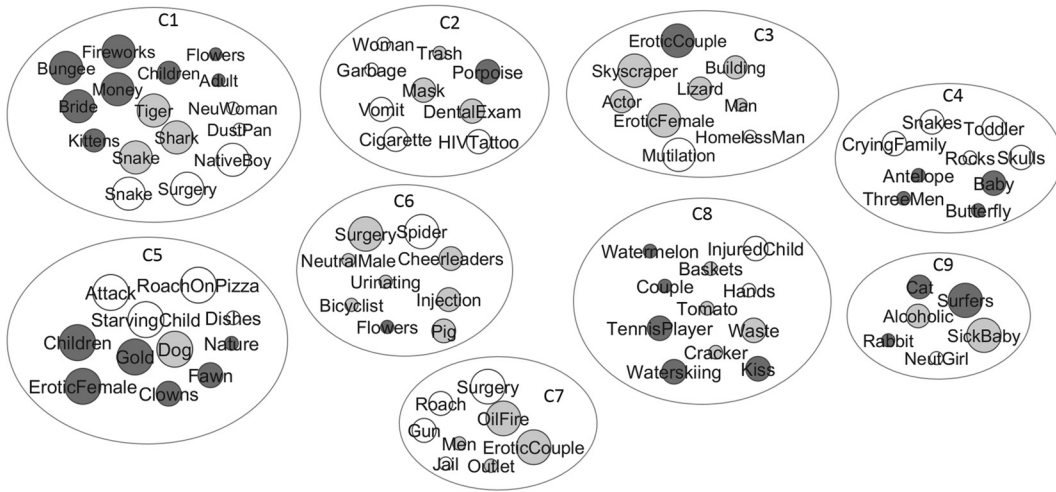 C1
Fireworks
Flowers
Bungee
Children
Money
Adult
Bride
Tiger
NeuWoman
DustPan
Kittens
Shark
Snake
NativeBoy
Snake
Surgery
C2
Woman
Trash
Garbage
Porpoise
Mask
Vomit
DentalExam
Cigarette
HIVTattoo
C3
EroticCouple
Skyscraper
Building
Lizard
Actor
Man
EroticFemale
HomelessMan
Mutilation
C4
Snakes
Toddler
CryingFamily
Rocks
Skulls
Antelope
Baby
ThreeMen
Butterfly
C5
Attack
RoachOnPizza
StarvingChild
Dishes
Children
Nature
Gold
Dog
EroticFemale
Fawn
Clowns
C6
Surgery
Spider
NeutralMale
Cheerleaders
Urinating
Bicyclist
Injection
Flowers
Pig
C7
Surgery
Roach
OilFire
Gun
Men
EroticCouple
Jail
Outlet
C8
Watermelon
InjuredChild
Baskets
Couple
Hands
Tomato
TennisPlayer
Waste
Cracker
Waterskiing
Kiss
C9
Cat
Surfers
Alcoholic
Rabbit
SickBaby
NeutGirl